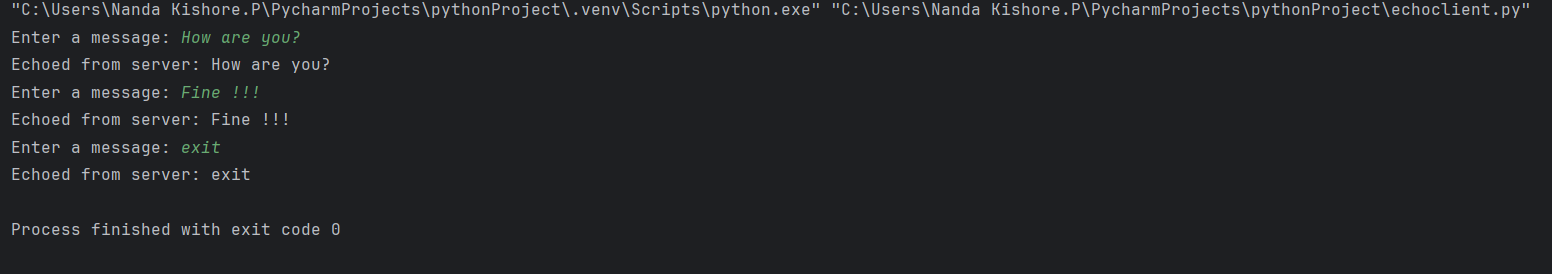 "C:\Users\Nanda Kishore.P\PycharmProjects\pythonProject\.venv\Scripts\python.exe" "C:\Users\Nanda Kishore.P\PycharmProjects\pythonProject\echoclient.py"
Enter a message: How are you?
Echoed from server: How are you?
Enter a message: Fine !!!
Echoed from server: Fine !!!
Enter a message: exit
Echoed from server: exit
Process finished with exit code 0